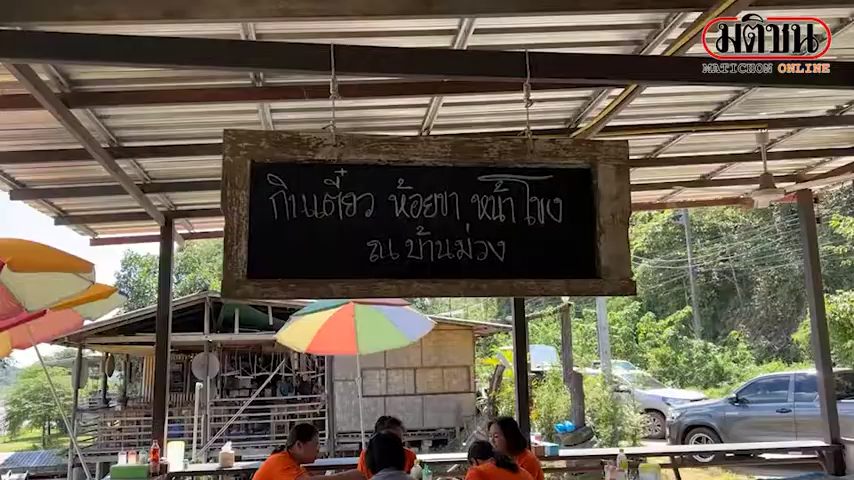 มติชน
MATICHON ONLINE
กินเตี๋ยว ห้อยขา หน้าโขง
ณ บ้านม่วง